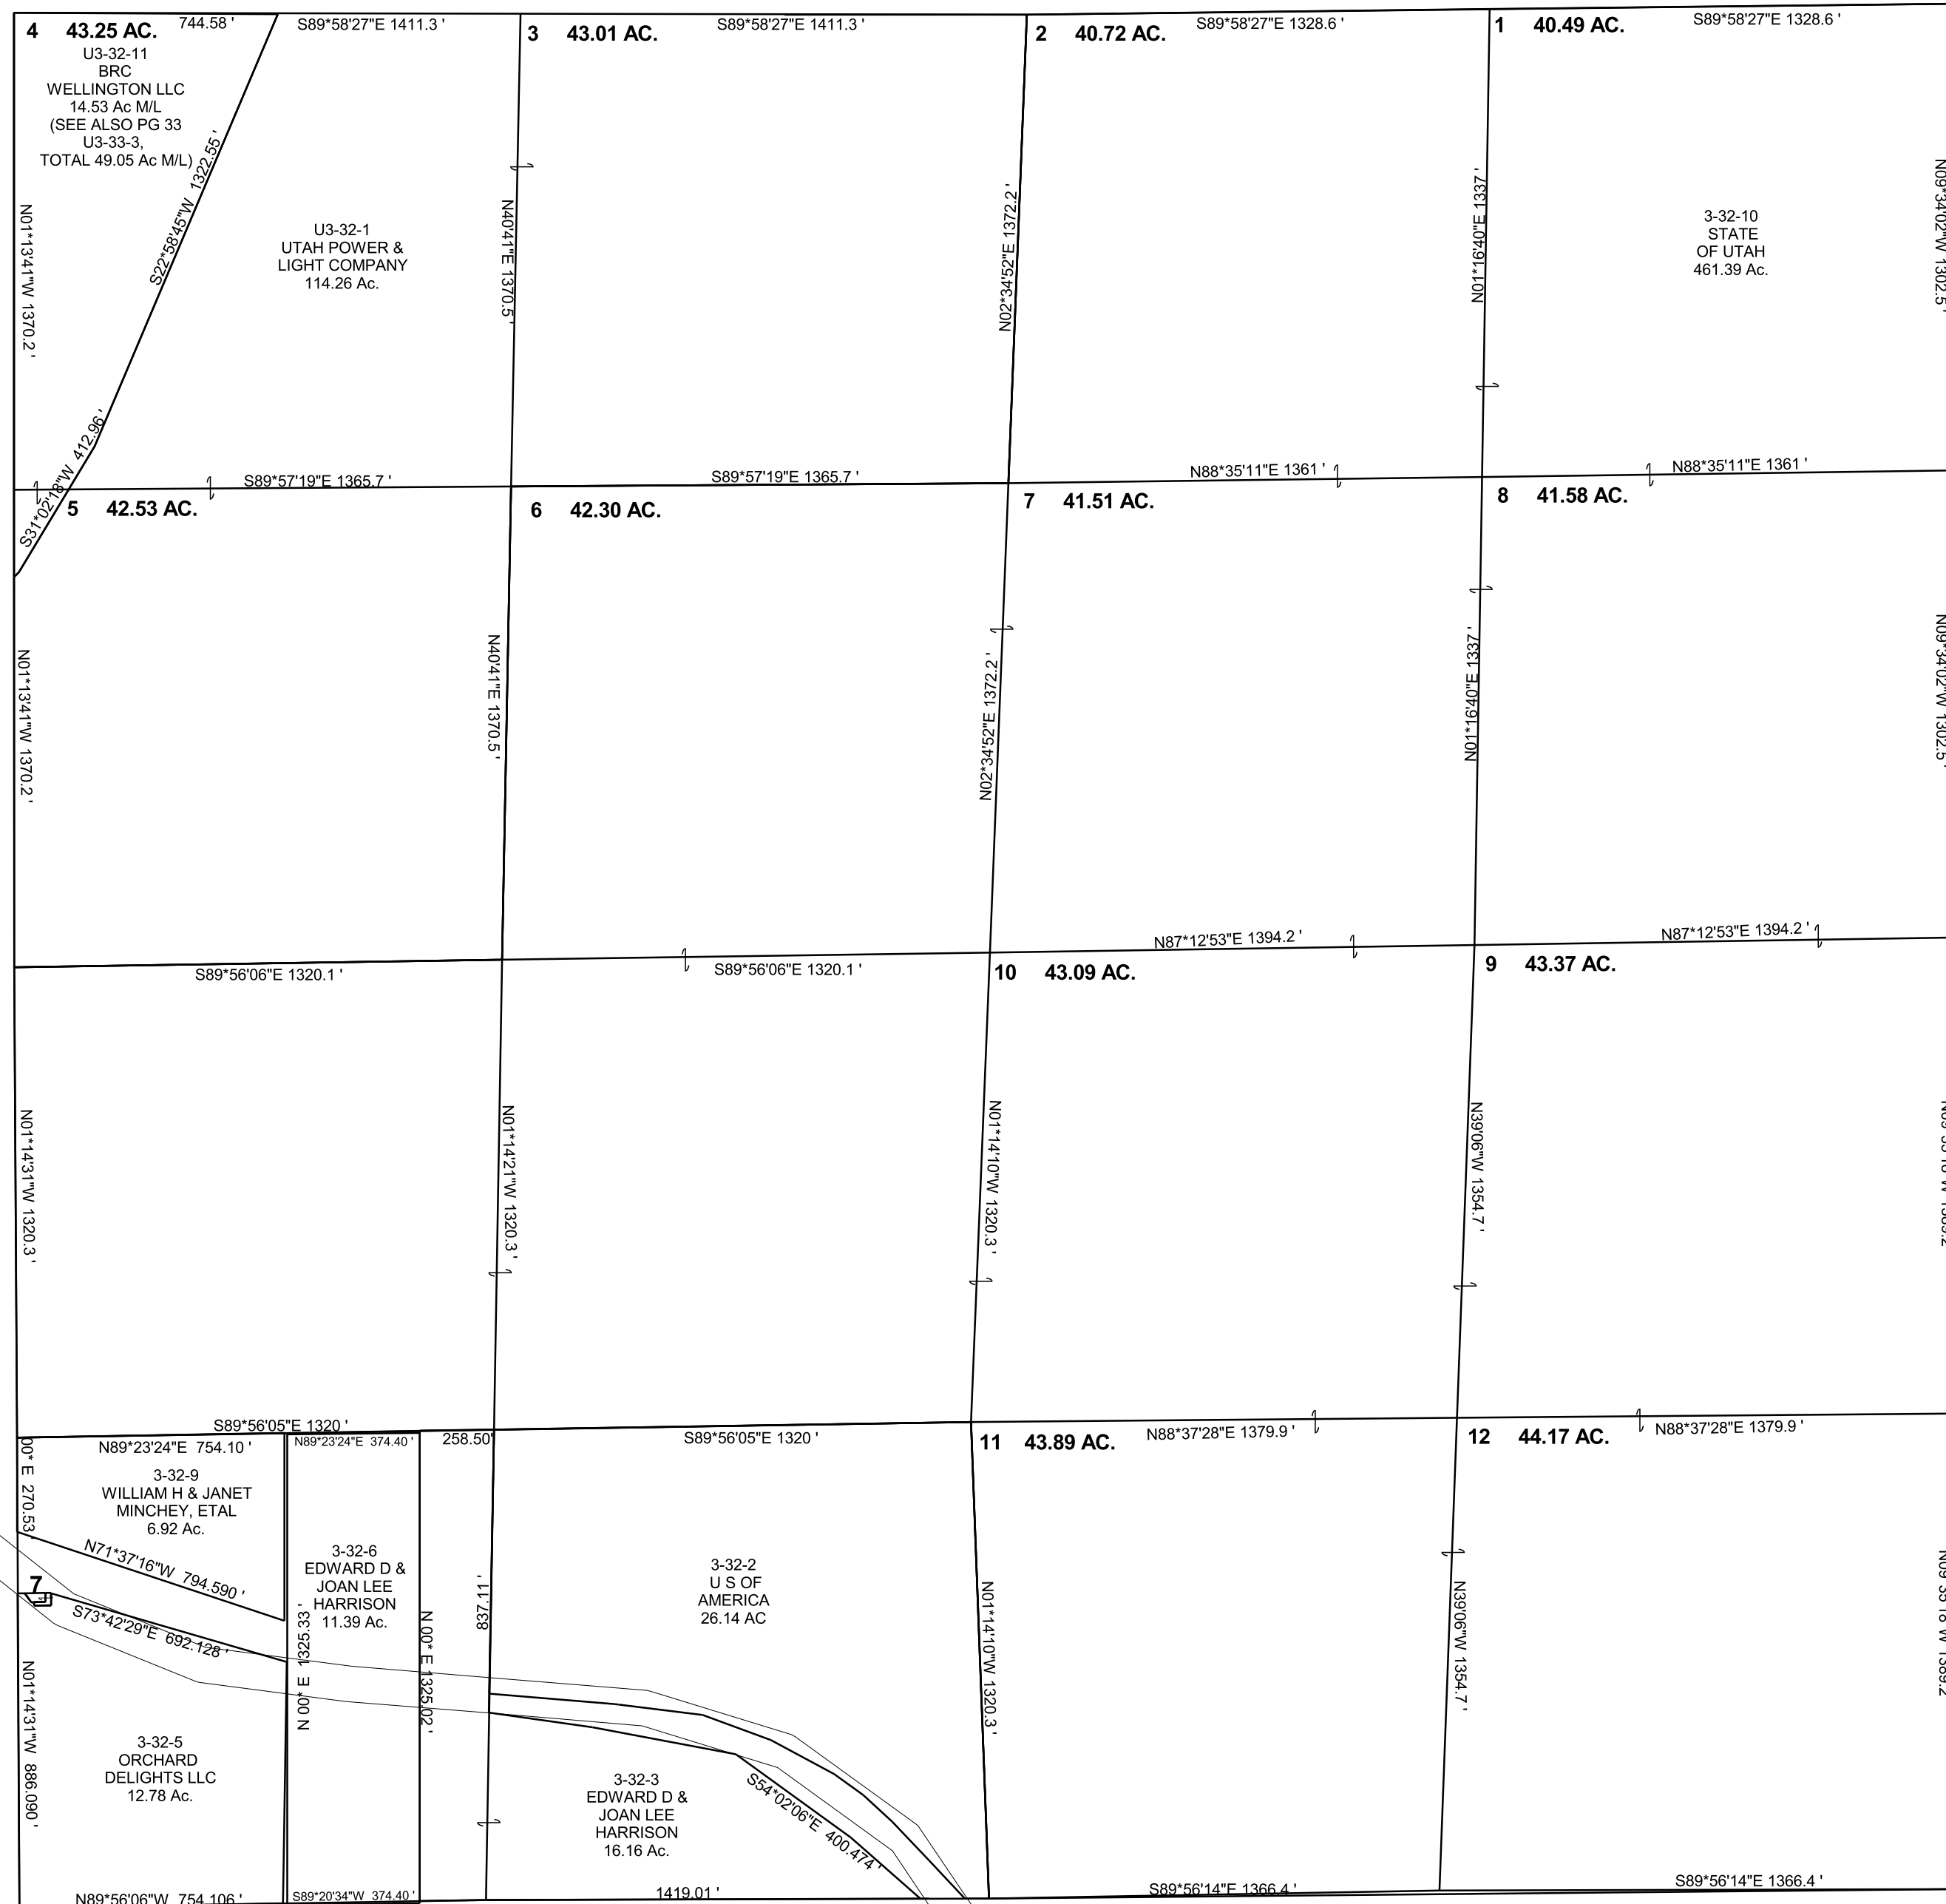 4 43.25 AC.
744.58 '
S89*58'27"E 1411.3 '
3 43.01 AC.
S89*58'27"E 1411.3 '
2 40.72 AC.
S89*58'27"E 1328.6 '
1 40.49 AC.
S89*58'27"E 1328.6 '
U3-32-11
BRC
WELLINGTON LLC
14.53 Ac M/L
(SEE ALSO PG 33
U3-33-3,
TOTAL 49.05 Ac M/L)
S22*58'45"W 1322.55 '
N01*13'41"W 1370.2 '
U3-32-1
UTAH POWER &
LIGHT COMPANY
114.26 Ac.
N40'41"E 1370.5 '
N02*34'52"E 1372.2 '
N01*16'40"E 1337 '
3-32-10
STATE
OF UTAH
461.39 Ac.
N09*34'02"W 1302.5 '
S31*02'18"W 412.96 '
S89*57'19"E 1365.7 '
S89*57'19"E 1365.7 '
N88*35'11"E 1361 '
N88*35'11"E 1361 '
5 42.53 AC.
6 42.30 AC.
7 41.51 AC.
8 41.58 AC.
N01*13'41"W 1370.2 '
N40'41"E 1370.5 '
N02*34'52"E 1372.2 '
N01*16'40"E 1337 '
N09*34'02"W 1302.5 '
S89*56'06"E 1320.1 '
S89*56'06"E 1320.1 '
N87*12'53"E 1394.2 '
N87*12'53"E 1394.2 '
10 43.09 AC.
9 43.37 AC.
N01*14'31"W 1320.3 '
N01*14'21"W 1320.3 '
N01*14'10"W 1320.3 '
N39'06"W 1354.7 '
S89*56'05"E 1320 '
S89*56'05"E 1320 '
11 43.89 AC.
N88*37'28"E 1379.9 '
12 44.17 AC.
N88*37'28"E 1379.9 '
00* E 270.53
N89*23'24"E 754.10 '
N89*23'24"E 374.40 '
258.50'
3-32-9
WILLIAM H & JANET
MINCHEY, ETAL
6.92 Ac.
N71*37'16"W 794.590 '
7
S73*42'29"E 692.128 '
3-32-6
EDWARD D &
JOAN LEE
HARRISON
11.39 Ac.
N 00* E 1325.33 '
N 00* E 1325.02 '
837.11 '
3-32-2
U S OF
AMERICA
26.14 AC
N01*14'10"W 1320.3 '
N39'06"W 1354.7 '
N01*14'31"W 886.090 '
3-32-5
ORCHARD
DELIGHTS LLC
12.78 Ac.
3-32-3
EDWARD D &
JOAN LEE
HARRISON
16.16 Ac.
S54*02'06"E 400.474 '
N89*56'06"W 754.106 '
S89*20'34"W 374.40 '
1419.01 '
S89*56'14"E 1366.4 '
S89*56'14"E 1366.4 '